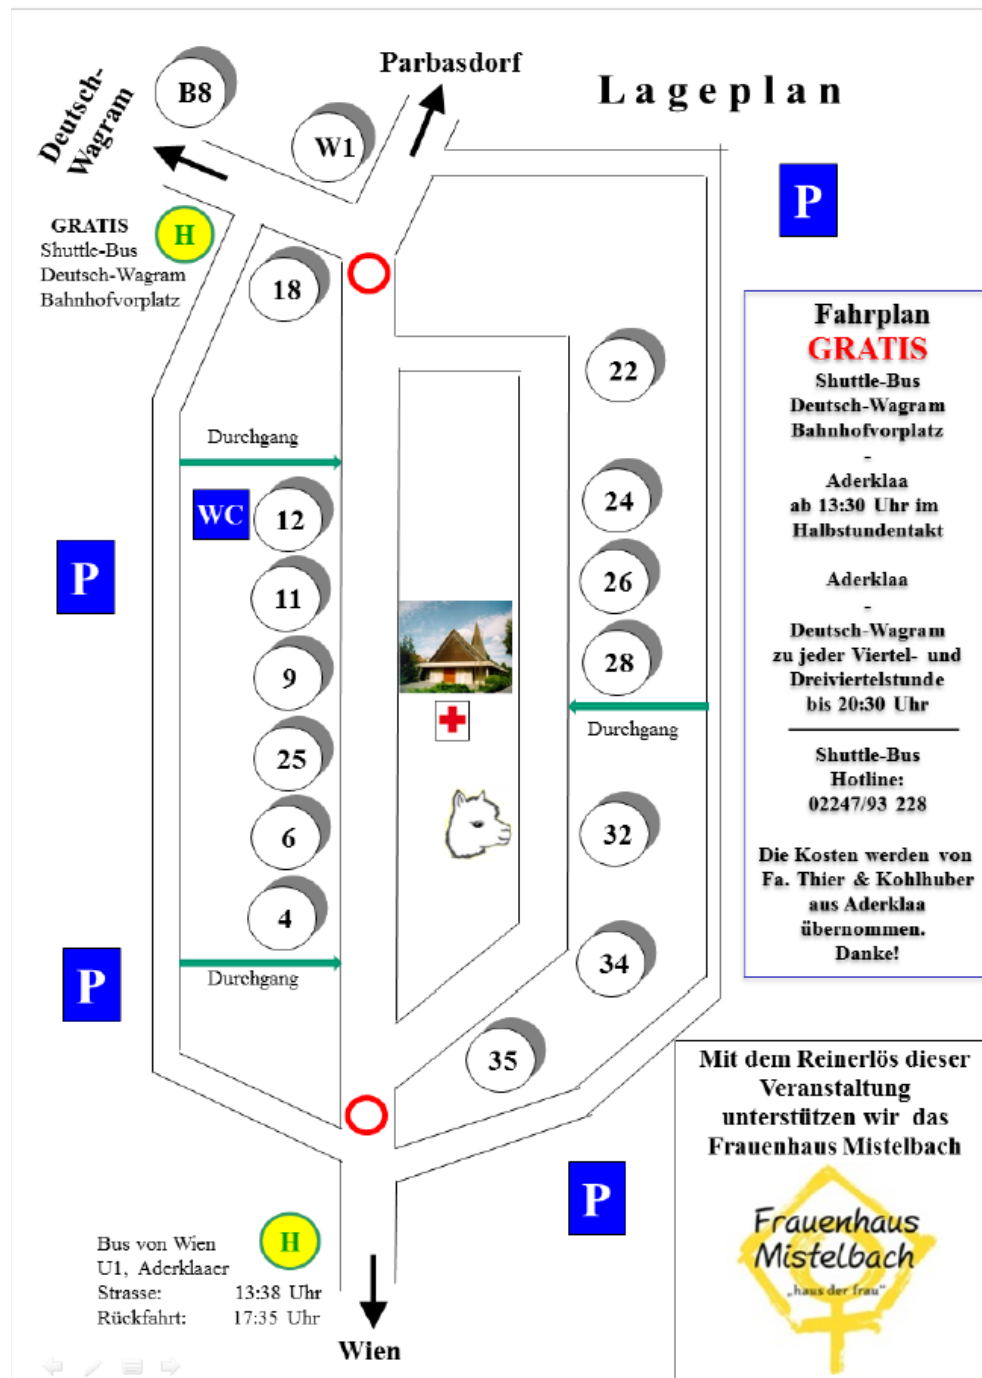 Lageplan
Parbasdorf
Deutsch-
Wagram
B8
W1
P
GRATIS
Shuttle-Bus
Deutsch-Wagram
Bahnhofvorplatz
H
18
22
Durchgang
WC
12
24
11
26
9
28
Durchgang
25
6
32
4
Durchgang
34
35
P
P
P
Fahrplan
GRATIS
Shuttle-Bus
Deutsch-Wagram
Bahnhofvorplatz
-
Aderklaa
ab 13:30 Uhr im
Halbstundentakt
Aderklaa
-
Deutsch-Wagram
zu jeder Viertel- und
Dreiviertelstunde
bis 20:30 Uhr
Shuttle-Bus
Hotline:
02247/93 228
Die Kosten werden von
Fa. Thier & Kohlhuber
aus Aderklaa
übernommen.
Danke!
Mit dem Reinerlös dieser
Veranstaltung
unterstützen wir das
Frauenhaus Mistelbach
Frauenhaus
Mistelbach
„haus der frau"
H
Bus von Wien
U1, Aderklaaer
Strasse: 13:38 Uhr
Rückfahrt: 17:35 Uhr
Wien